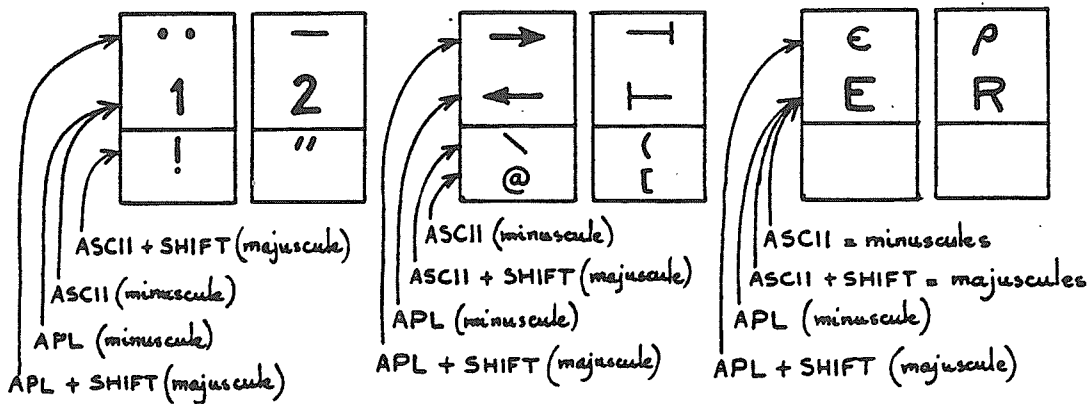 ¨ ¯
1 2
! "
ASCII + SHIFT (majuscule)
ASCII (minuscule)
APL (minuscule)
APL + SHIFT (majuscule)
→ ⊣
← ⊢
\ (
@ [
ASCII (minuscule)
ASCII + SHIFT (majuscule)
APL (minuscule)
APL + SHIFT (majuscule)
∈ ρ
E R
ASCII = minuscules
ASCII + SHIFT = majuscules
APL (minuscule)
APL + SHIFT (majuscule)